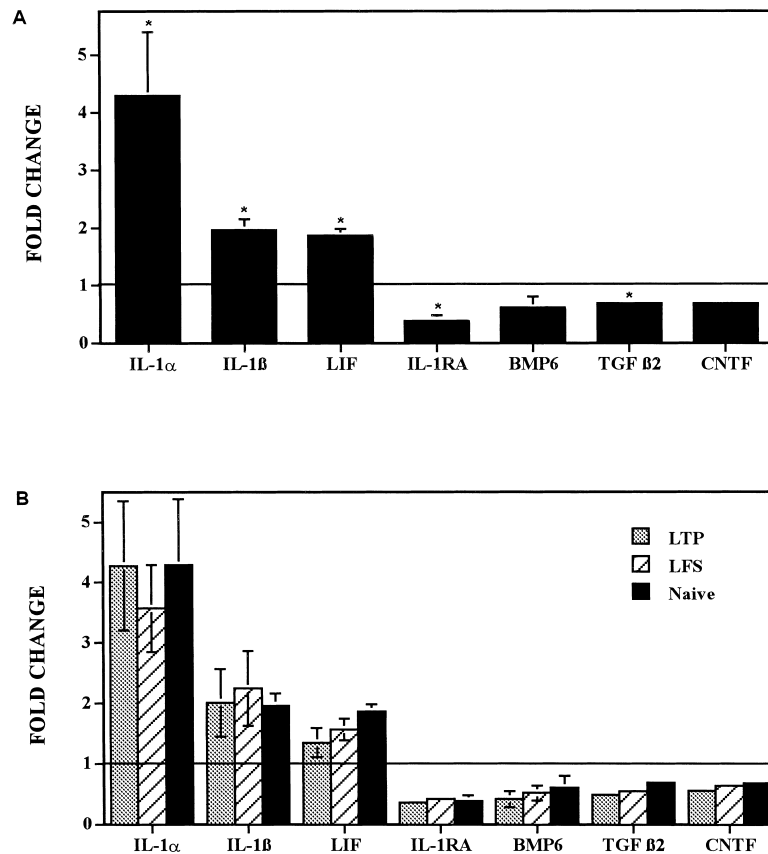 A
FOLD CHANGE
5
4
3
2
1
0
*
*
*
*
*
IL-1α IL-1ß LIF IL-1RA BMP6 TGF ß2 CNTF
B
FOLD CHANGE
5
4
3
2
1
0
LTP
LFS
Naive
IL-1α IL-1ß LIF IL-1RA BMP6 TGF ß2 CNTF